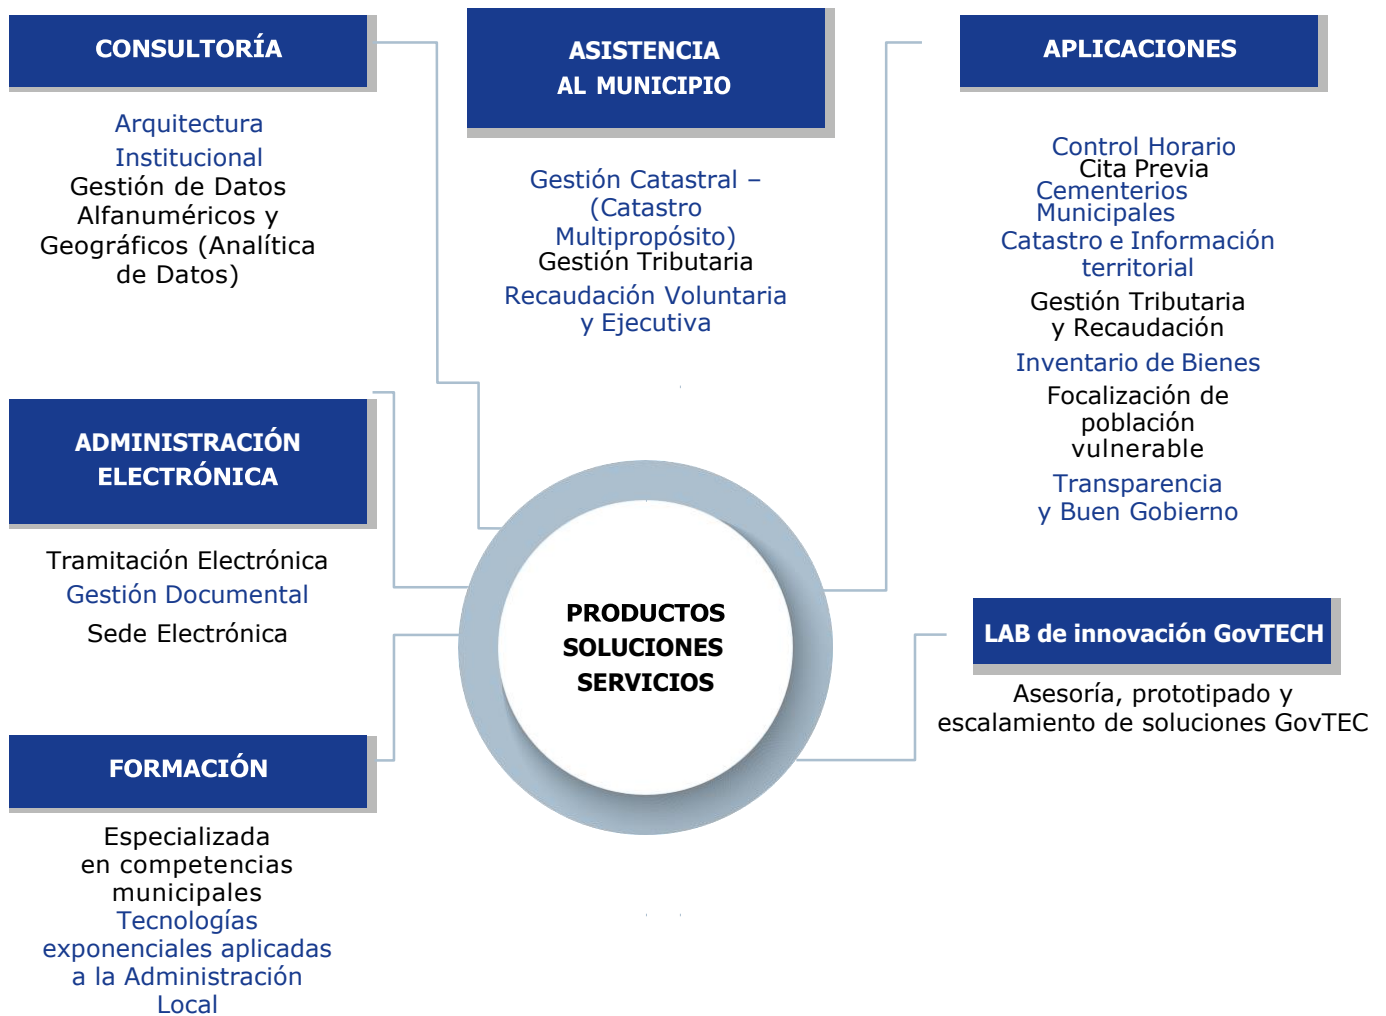 CONSULTORÍA
Arquitectura
Institucional
Gestión de Datos
Alfanuméricos y
Geográficos (Analítica
de Datos)
ASISTENCIA
AL MUNICIPIO
Gestión Catastral –
(Catastro
Multipropósito)
Gestión Tributaria
Recaudación Voluntaria
y Ejecutiva
APLICACIONES
Control Horario
Cita Previa
Cementerios
Municipales
Catastro e Información
territorial
Gestión Tributaria
y Recaudación
Inventario de Bienes
Focalización de
población
vulnerable
Transparencia
y Buen Gobierno
ADMINISTRACIÓN
ELECTRÓNICA
Tramitación Electrónica
Gestión Documental
Sede Electrónica
PRODUCTOS
SOLUCIONES
SERVICIOS
LAB de innovación GovTECH
Asesoría, prototipado y
escalamiento de soluciones GovTEC
FORMACIÓN
Especializada
en competencias
municipales
Tecnologías
exponenciales aplicadas
a la Administración
Local